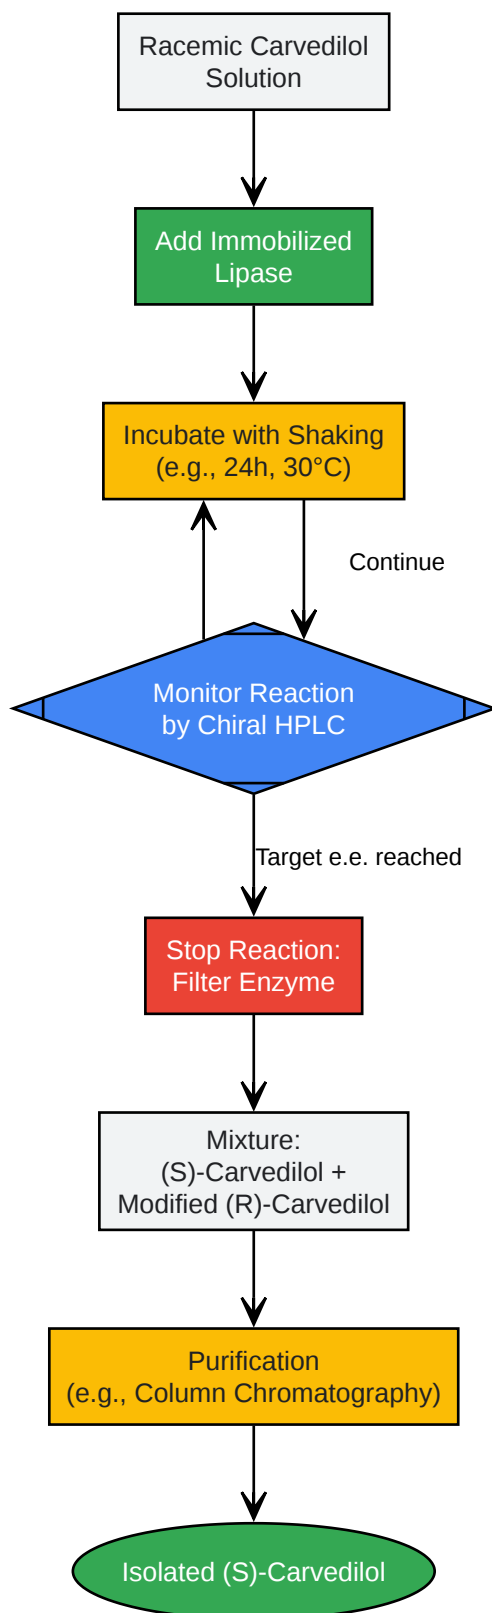 Racemic Carvedilol
Solution
Add Immobilized
Lipase
Incubate with Shaking
(e.g., 24h, 30°C)
Continue
Monitor Reaction
by Chiral HPLC
Target e.e. reached
Stop Reaction:
Filter Enzyme
Mixture:
(S)-Carvedilol +
Modified (R)-Carvedilol
Purification
(e.g., Column Chromatography)
Isolated (S)-Carvedilol